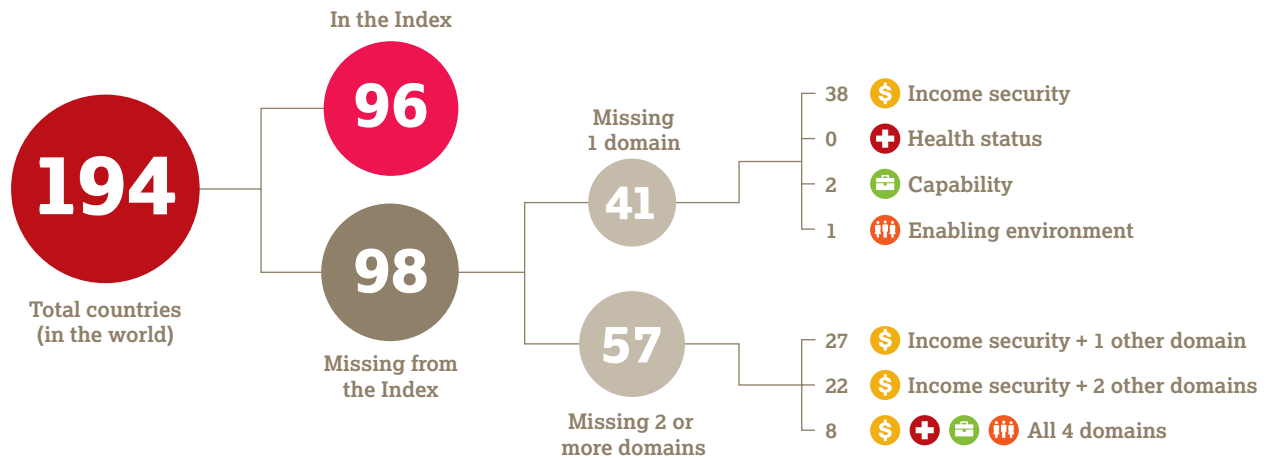 In the Index
96
194
Total countries
(in the world)
98
Missing from
the Index
Missing
1 domain
41
38 $ Income security
0 Health status
2 Capability
1 Enabling environment
57
Missing 2 or
more domains
27 $ Income security + 1 other domain
22 $ Income security + 2 other domains
8 $ All 4 domains